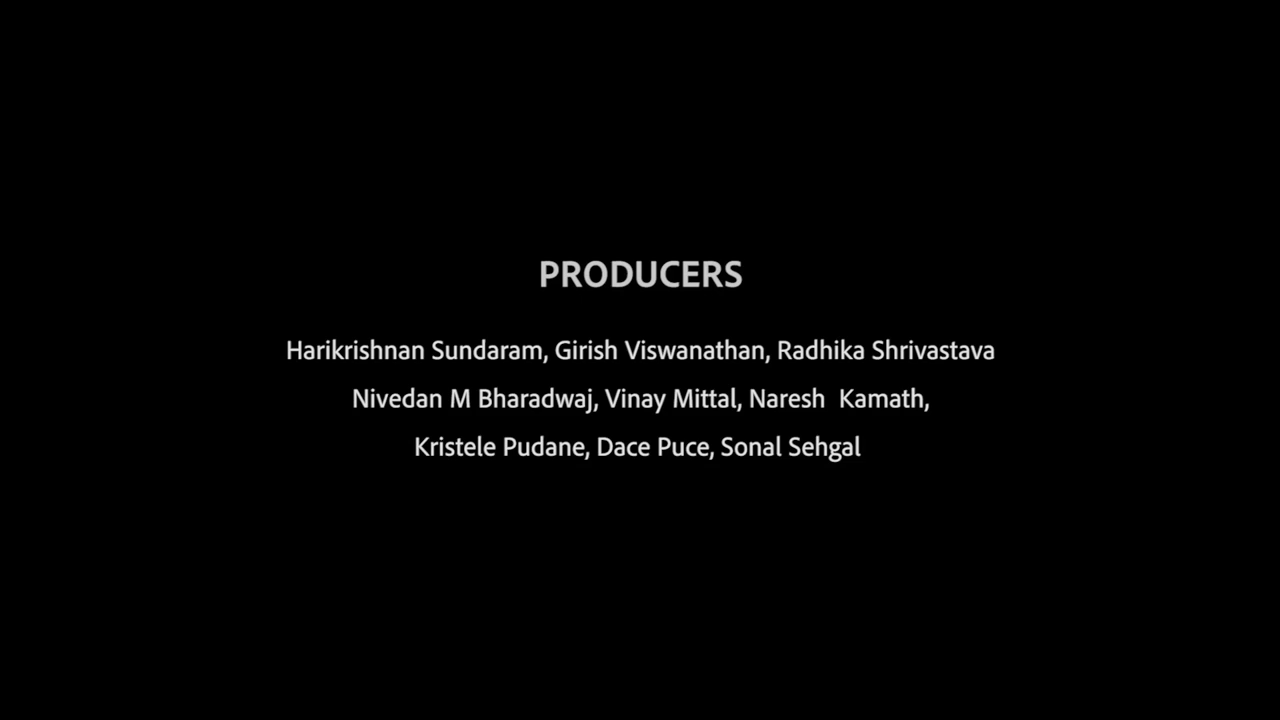 PRODUCERS
Harikrishnan Sundaram, Girish Viswanathan, Radhika Shrivastava
Nivedan M Bharadwaj, Vinay Mittal, Naresh  Kamath,
Kristele Pudane, Dace Puce, Sonal Sehgal